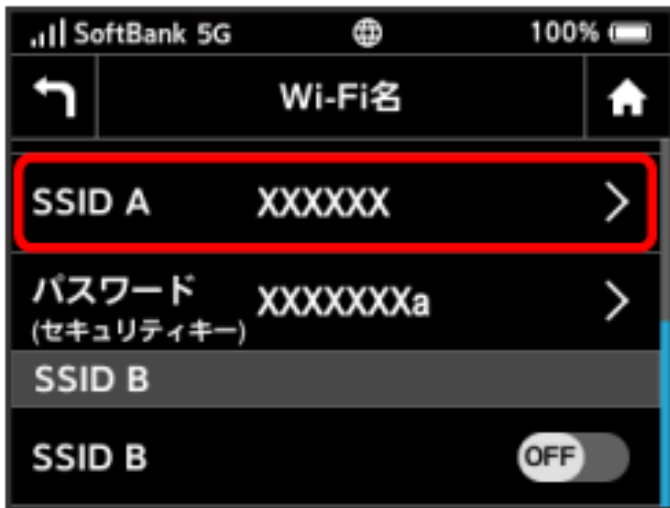 SoftBank 5G 100%
Wi-Fi名
SSID A XXXXXX
パスワード XXXXXXXa
(セキュリティキー)
SSID B
SSID B OFF